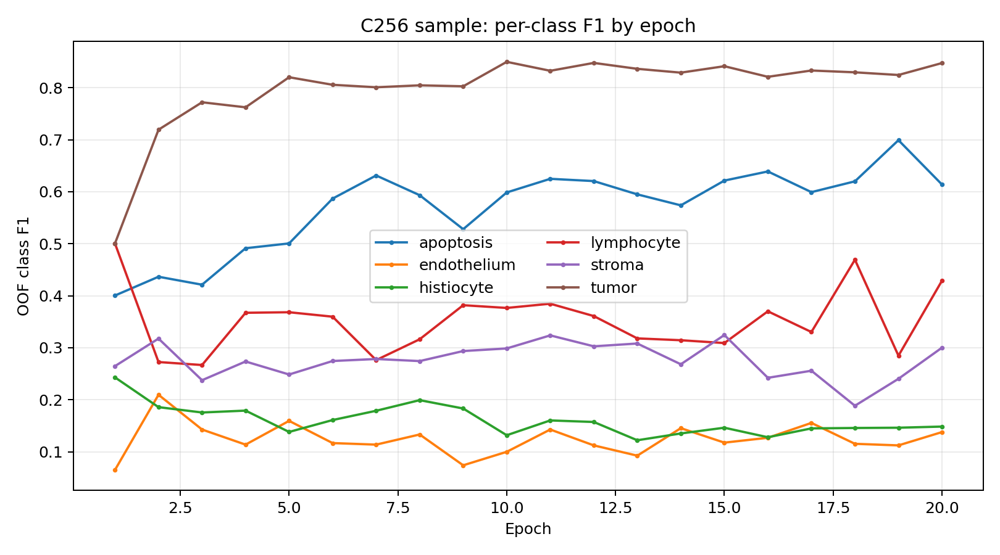 C256 sample: per-class F1 by epoch
OOF class F1
0.8
0.7
0.6
0.5
0.4
0.3
0.2
0.1
apoptosis
endothelium
histiocyte
lymphocyte
stroma
tumor
2.5 5.0 7.5 10.0 12.5 15.0 17.5 20.0
Epoch